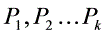 P₁, P₂ … Pₖ